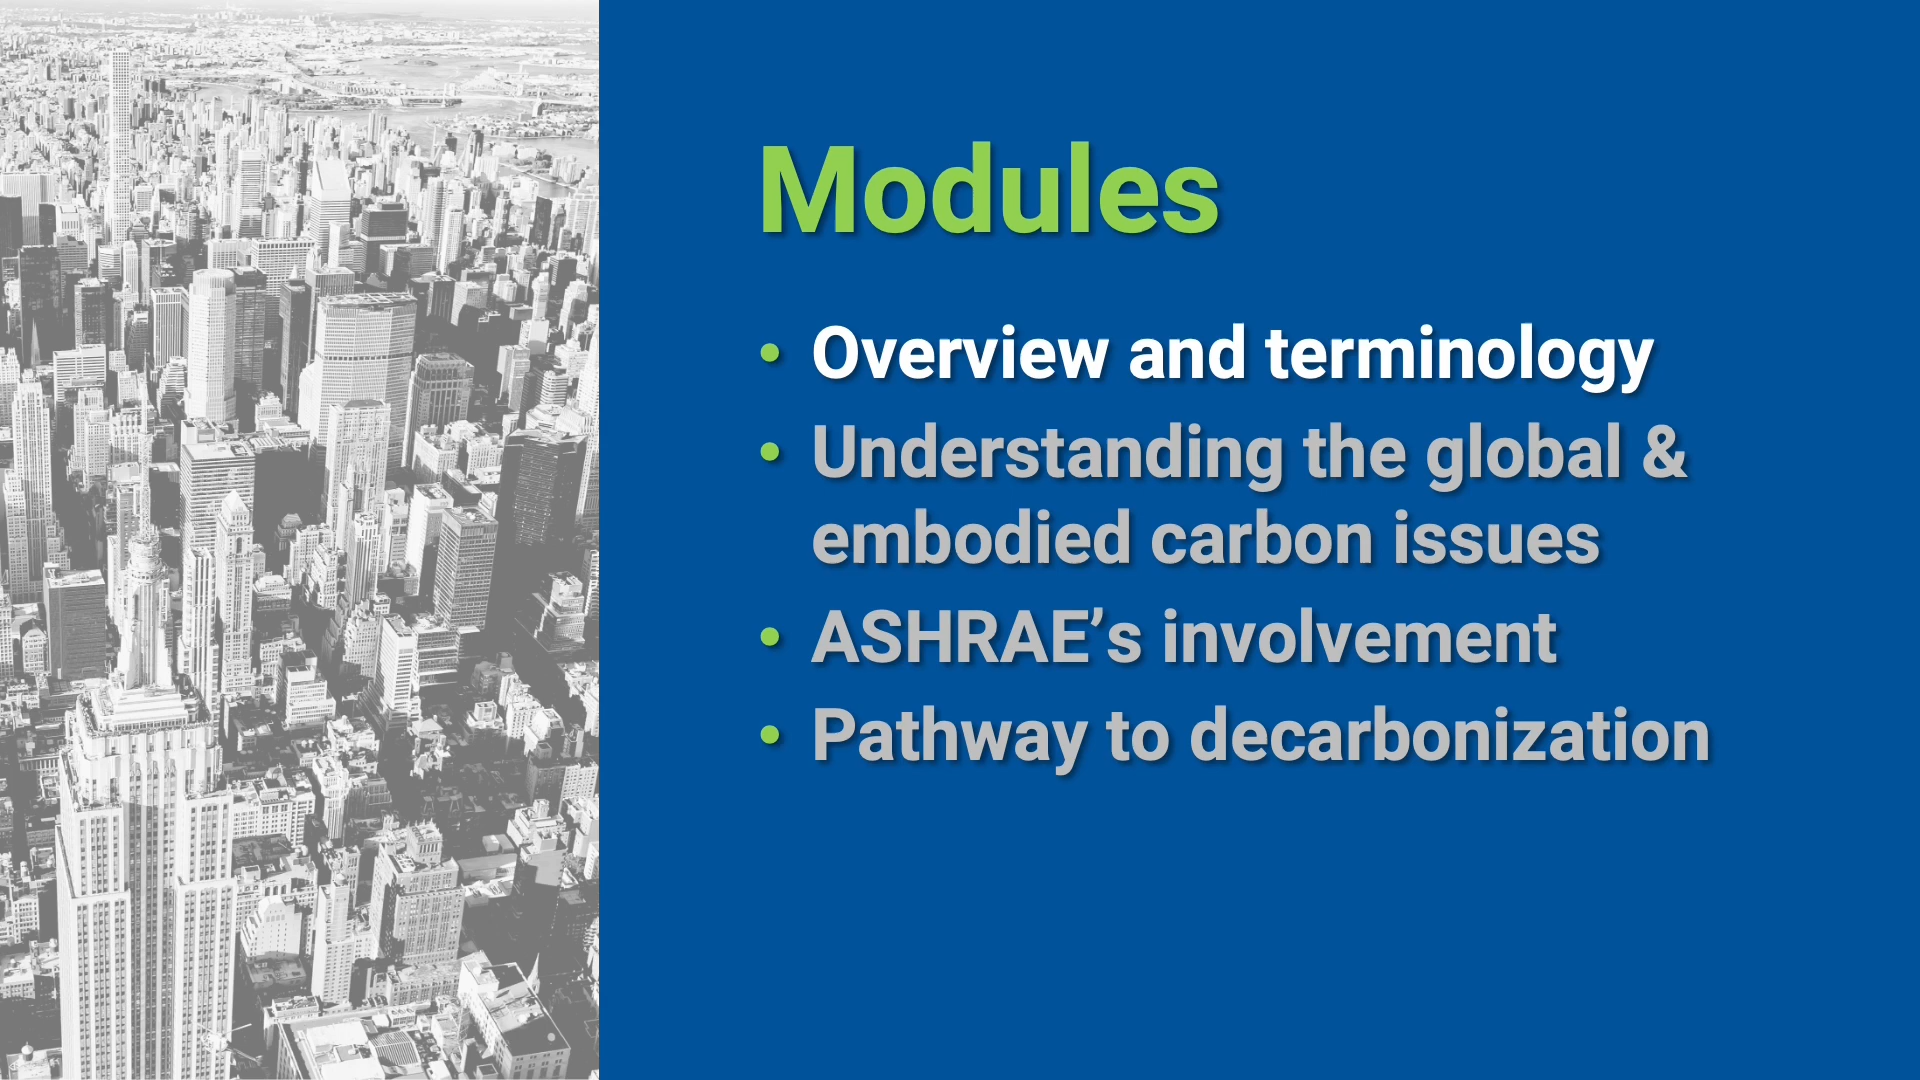 Modules
• Overview and terminology
• Understanding the global &
embodied carbon issues
• ASHRAE’s involvement
• Pathway to decarbonization